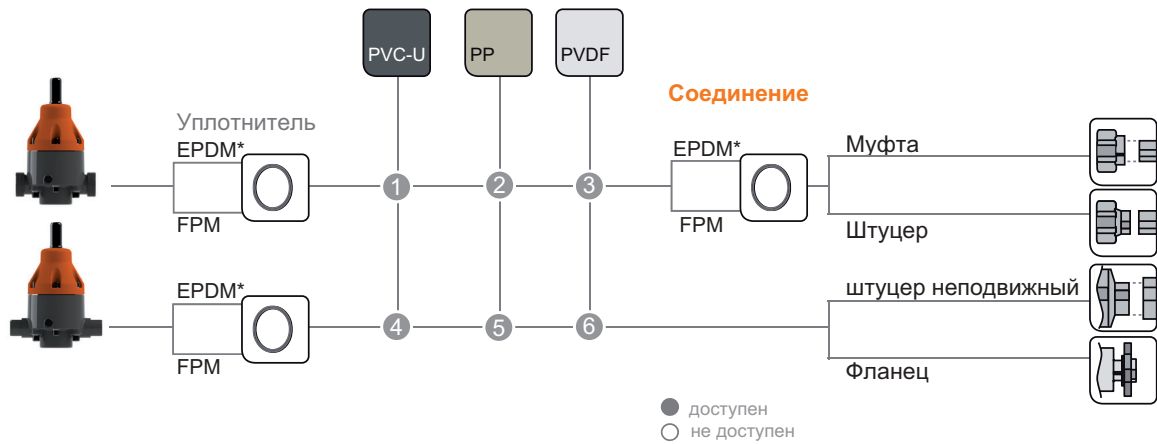 PVC-U
PP
PVDF
Соединение
Уплотнитель
EPDM*
FPM
1
2
3
EPDM*
FPM
Муфта
Штуцер
EPDM*
FPM
4
5
6
штуцер неподвижный
Фланец
доступен
не доступен